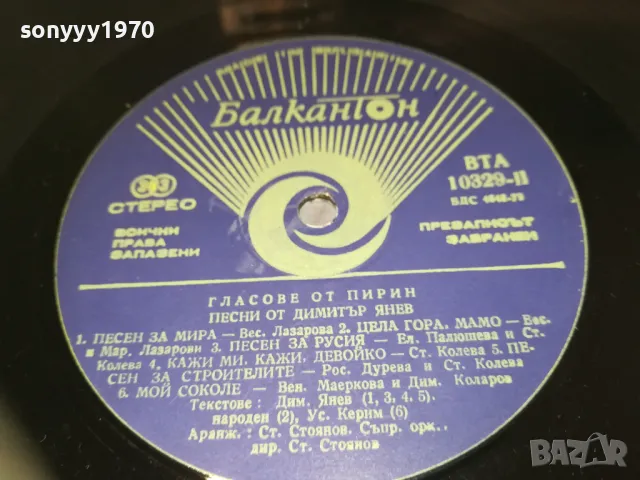 sonyyy1970
БалканТон
33
СТЕРЕО
ВСИЧКИ
ПРАВА
ЗАПАЗЕНИ
ВТА
10329-II
БДС
ПРЕЗАПИСЪТ
ЗАБРАНЕН
ГЛАСОВЕ ОТ ПИРИН
ПЕСНИ ОТ ДИМИТЪР ЯНЕВ
1. ПЕСЕН ЗА МИРА — Вес. Лазарова 2. ЦЕЛА ГОРА, МАМО — Вес.
и Мар. Лазарови 3. ПЕСЕН ЗА РУСИЯ — Ел. Палюшева и Ст.
Колева 4. КАЖИ МИ, КАЖИ, ДЕВОЙКО — Ст. Колева 5. ПЕ-
СЕН ЗА СТРОИТЕЛИТЕ — Рос. Дурева и Ст. Колева
6. МОЙ СОКОЛЕ — Вен. Маеркова и Дим. Коларов
Текстове: Дим. Янев (1, 3, 4, 5),
народен (2), Ус. Керим (6)
Аранж.: Ст. Стоянов. Съпр. орк.,
дир. Ст. Стоянов
BAZAR